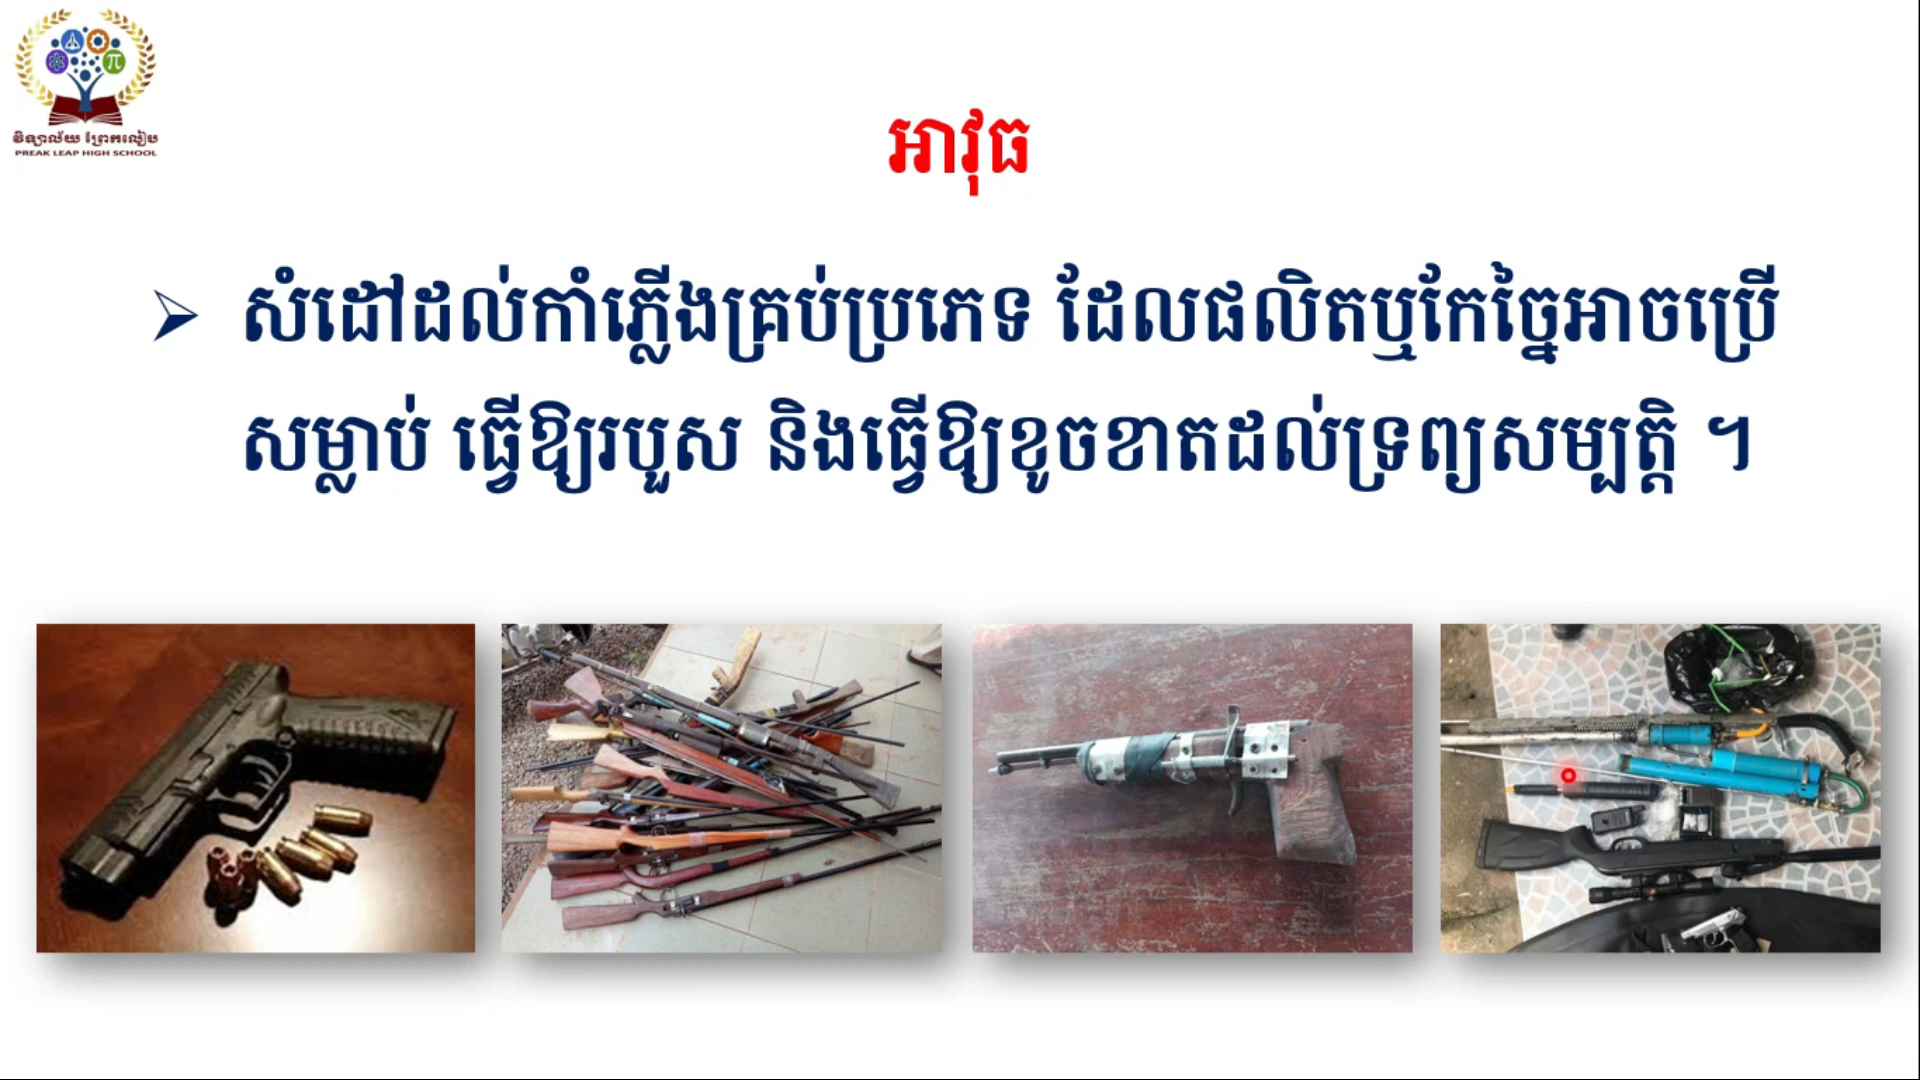 វិទ្យាល័យ ព្រែកលៀប
PREAK LEAP HIGH SCHOOL
អាវុធ
សំដៅដល់កាំភ្លើងគ្រប់ប្រភេទ ដែលផលិតឬកែច្នៃអាចប្រើ
សម្លាប់ ធ្វើឱ្យរបួស និងធ្វើឱ្យខូចខាតដល់ទ្រព្យសម្បត្តិ ។